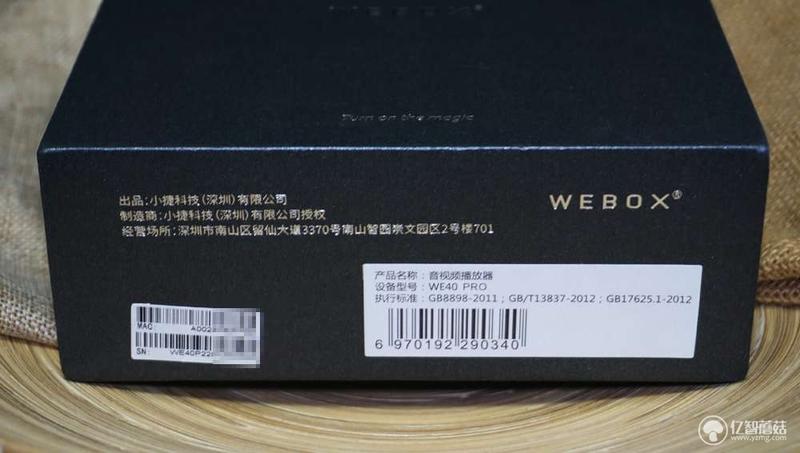 WEBOX®
Turn on the magic
出品：小捷科技(深圳)有限公司
制造商：小捷科技(深圳)有限公司授权
经营场所：深圳市南山区留仙大道3370号南山智园崇文园区2号楼701
WEBOX®
产品名称：音视频播放器
设备型号：WE40 PRO
执行标准：GB8898-2011；GB/T13837-2012；GB17625.1-2012
6 970192 290340
MAC:
SN:
亿智蘑菇
www.yzmg.com